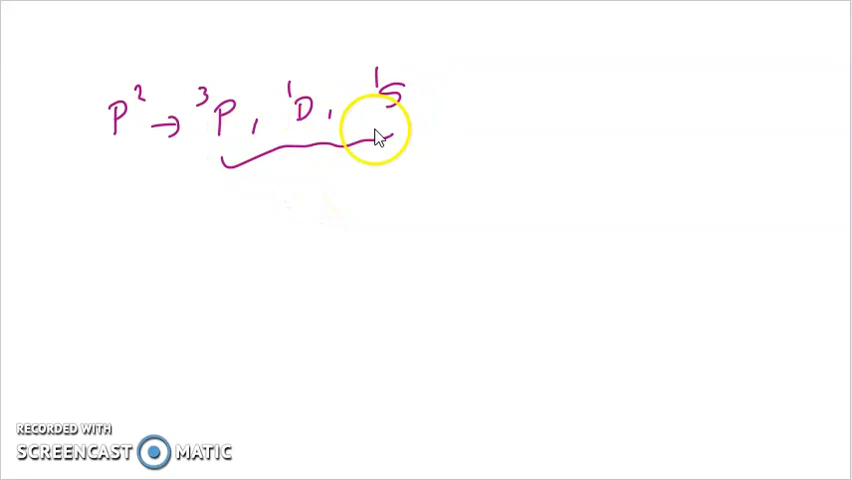 P² → ³P, ¹D, ¹S
RECORDED WITH
SCREENCAST MATIC